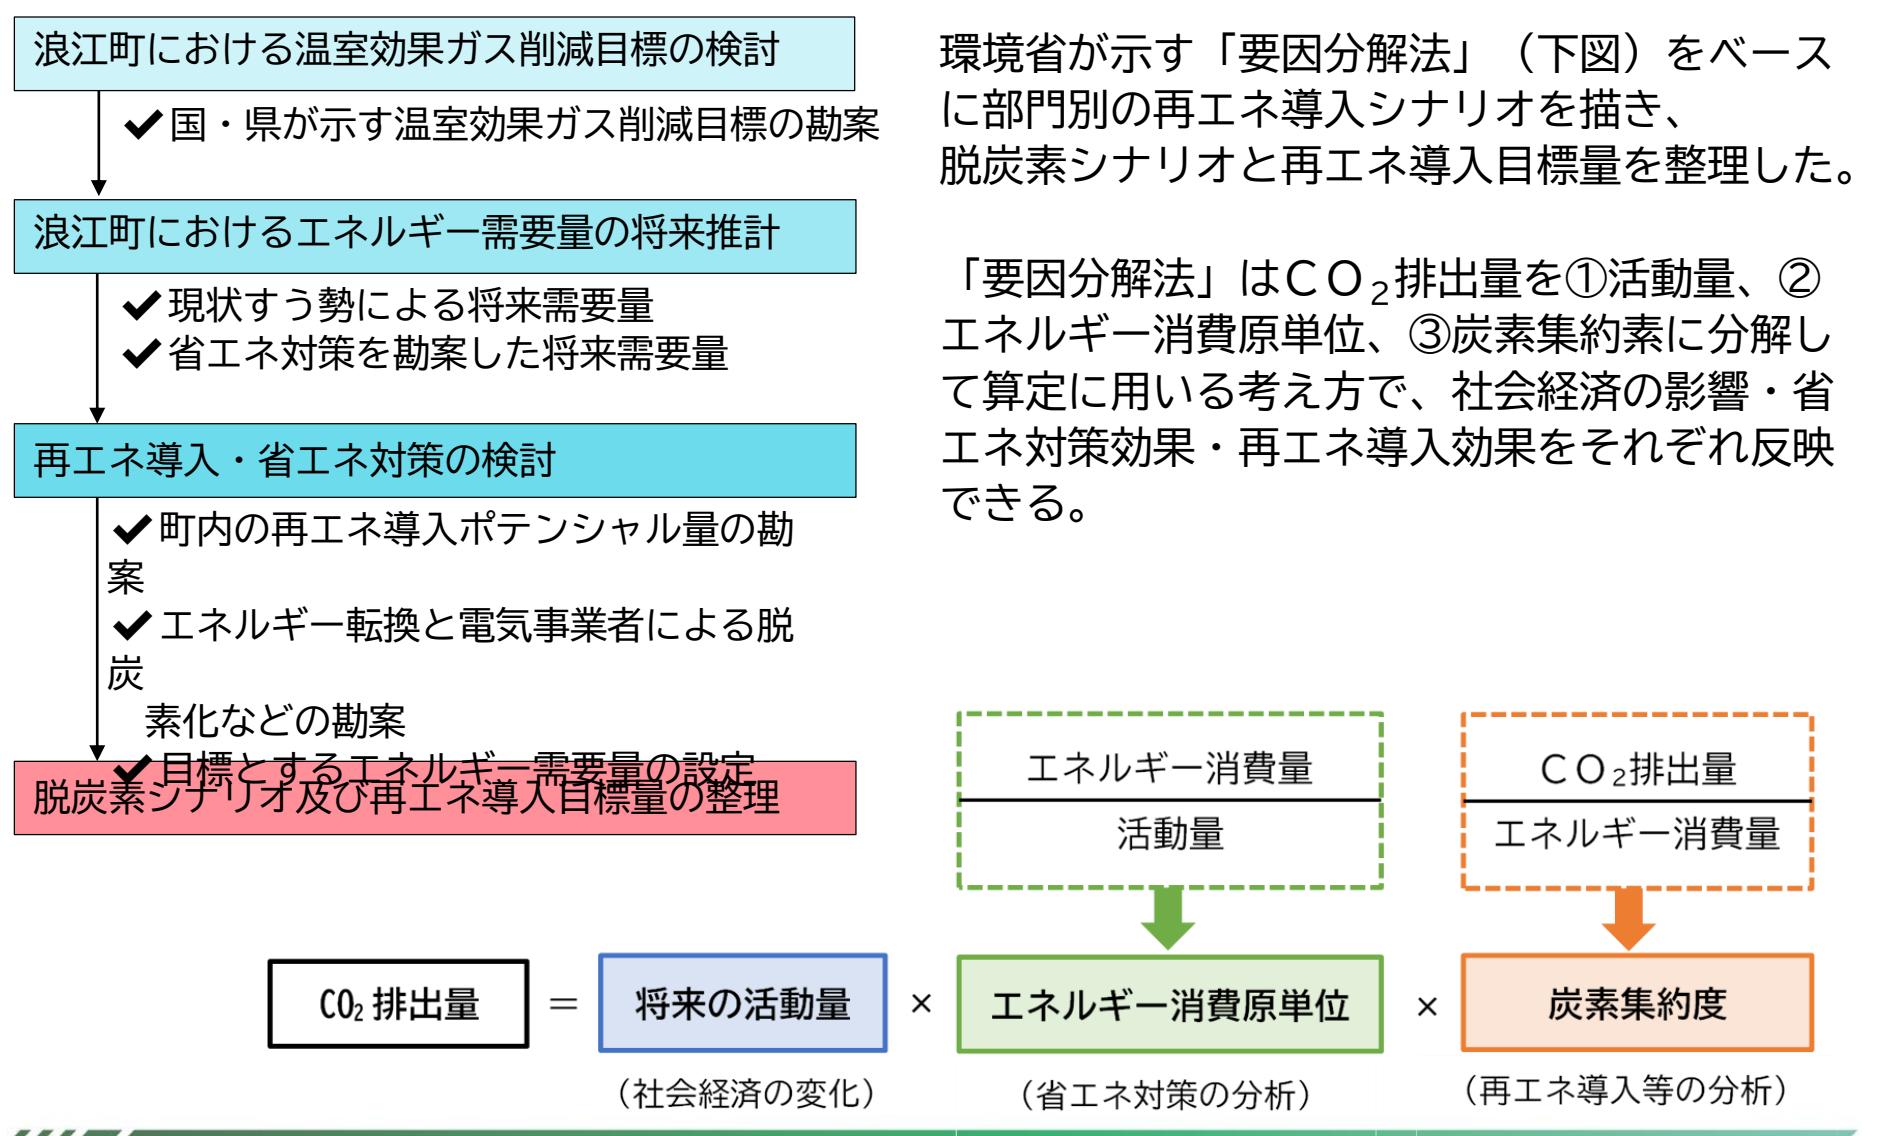 浪江町における温室効果ガス削減目標の検討
✔国・県が示す温室効果ガス削減目標の勘案
浪江町におけるエネルギー需要量の将来推計
✔現状すう勢による将来需要量
✔省エネ対策を勘案した将来需要量
再エネ導入・省エネ対策の検討
✔町内の再エネ導入ポテンシャル量の勘
案
✔エネルギー転換と電気事業者による脱
炭
素化などの勘案
✔目標とするエネルギー需要量の設定
脱炭素シナリオ及び再エネ導入目標量の整理
環境省が示す「要因分解法」（下図）をベース
に部門別の再エネ導入シナリオを描き、
脱炭素シナリオと再エネ導入目標量を整理した。
「要因分解法」はＣＯ₂排出量を①活動量、②
エネルギー消費原単位、③炭素集約素に分解し
て算定に用いる考え方で、社会経済の影響・省
エネ対策効果・再エネ導入効果をそれぞれ反映
できる。
エネルギー消費量
活動量
ＣＯ₂排出量
エネルギー消費量
CO₂排出量 ＝ 将来の活動量 × エネルギー消費原単位 × 炭素集約度
（社会経済の変化） （省エネ対策の分析） （再エネ導入等の分析）